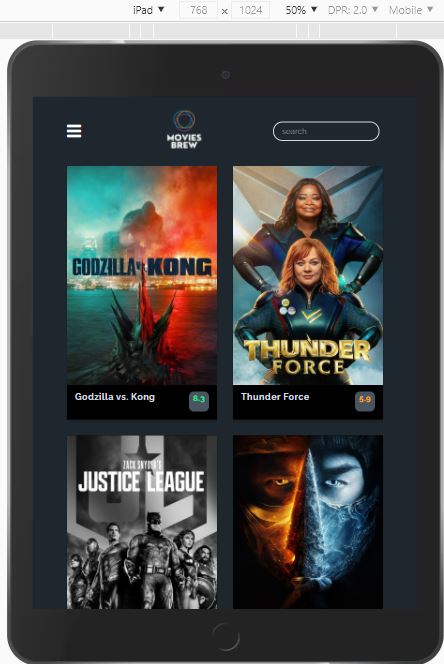 iPad ▼ 768 x 1024 50% ▼ DPR: 2.0 ▼ Mobile ▼
MOVIES
BREW
search
GODZILLA VS. KONG
THUNDER
FORCE
Godzilla vs. Kong 8.3
Thunder Force 5.9
ZACK SNYDER'S
JUSTICE LEAGUE